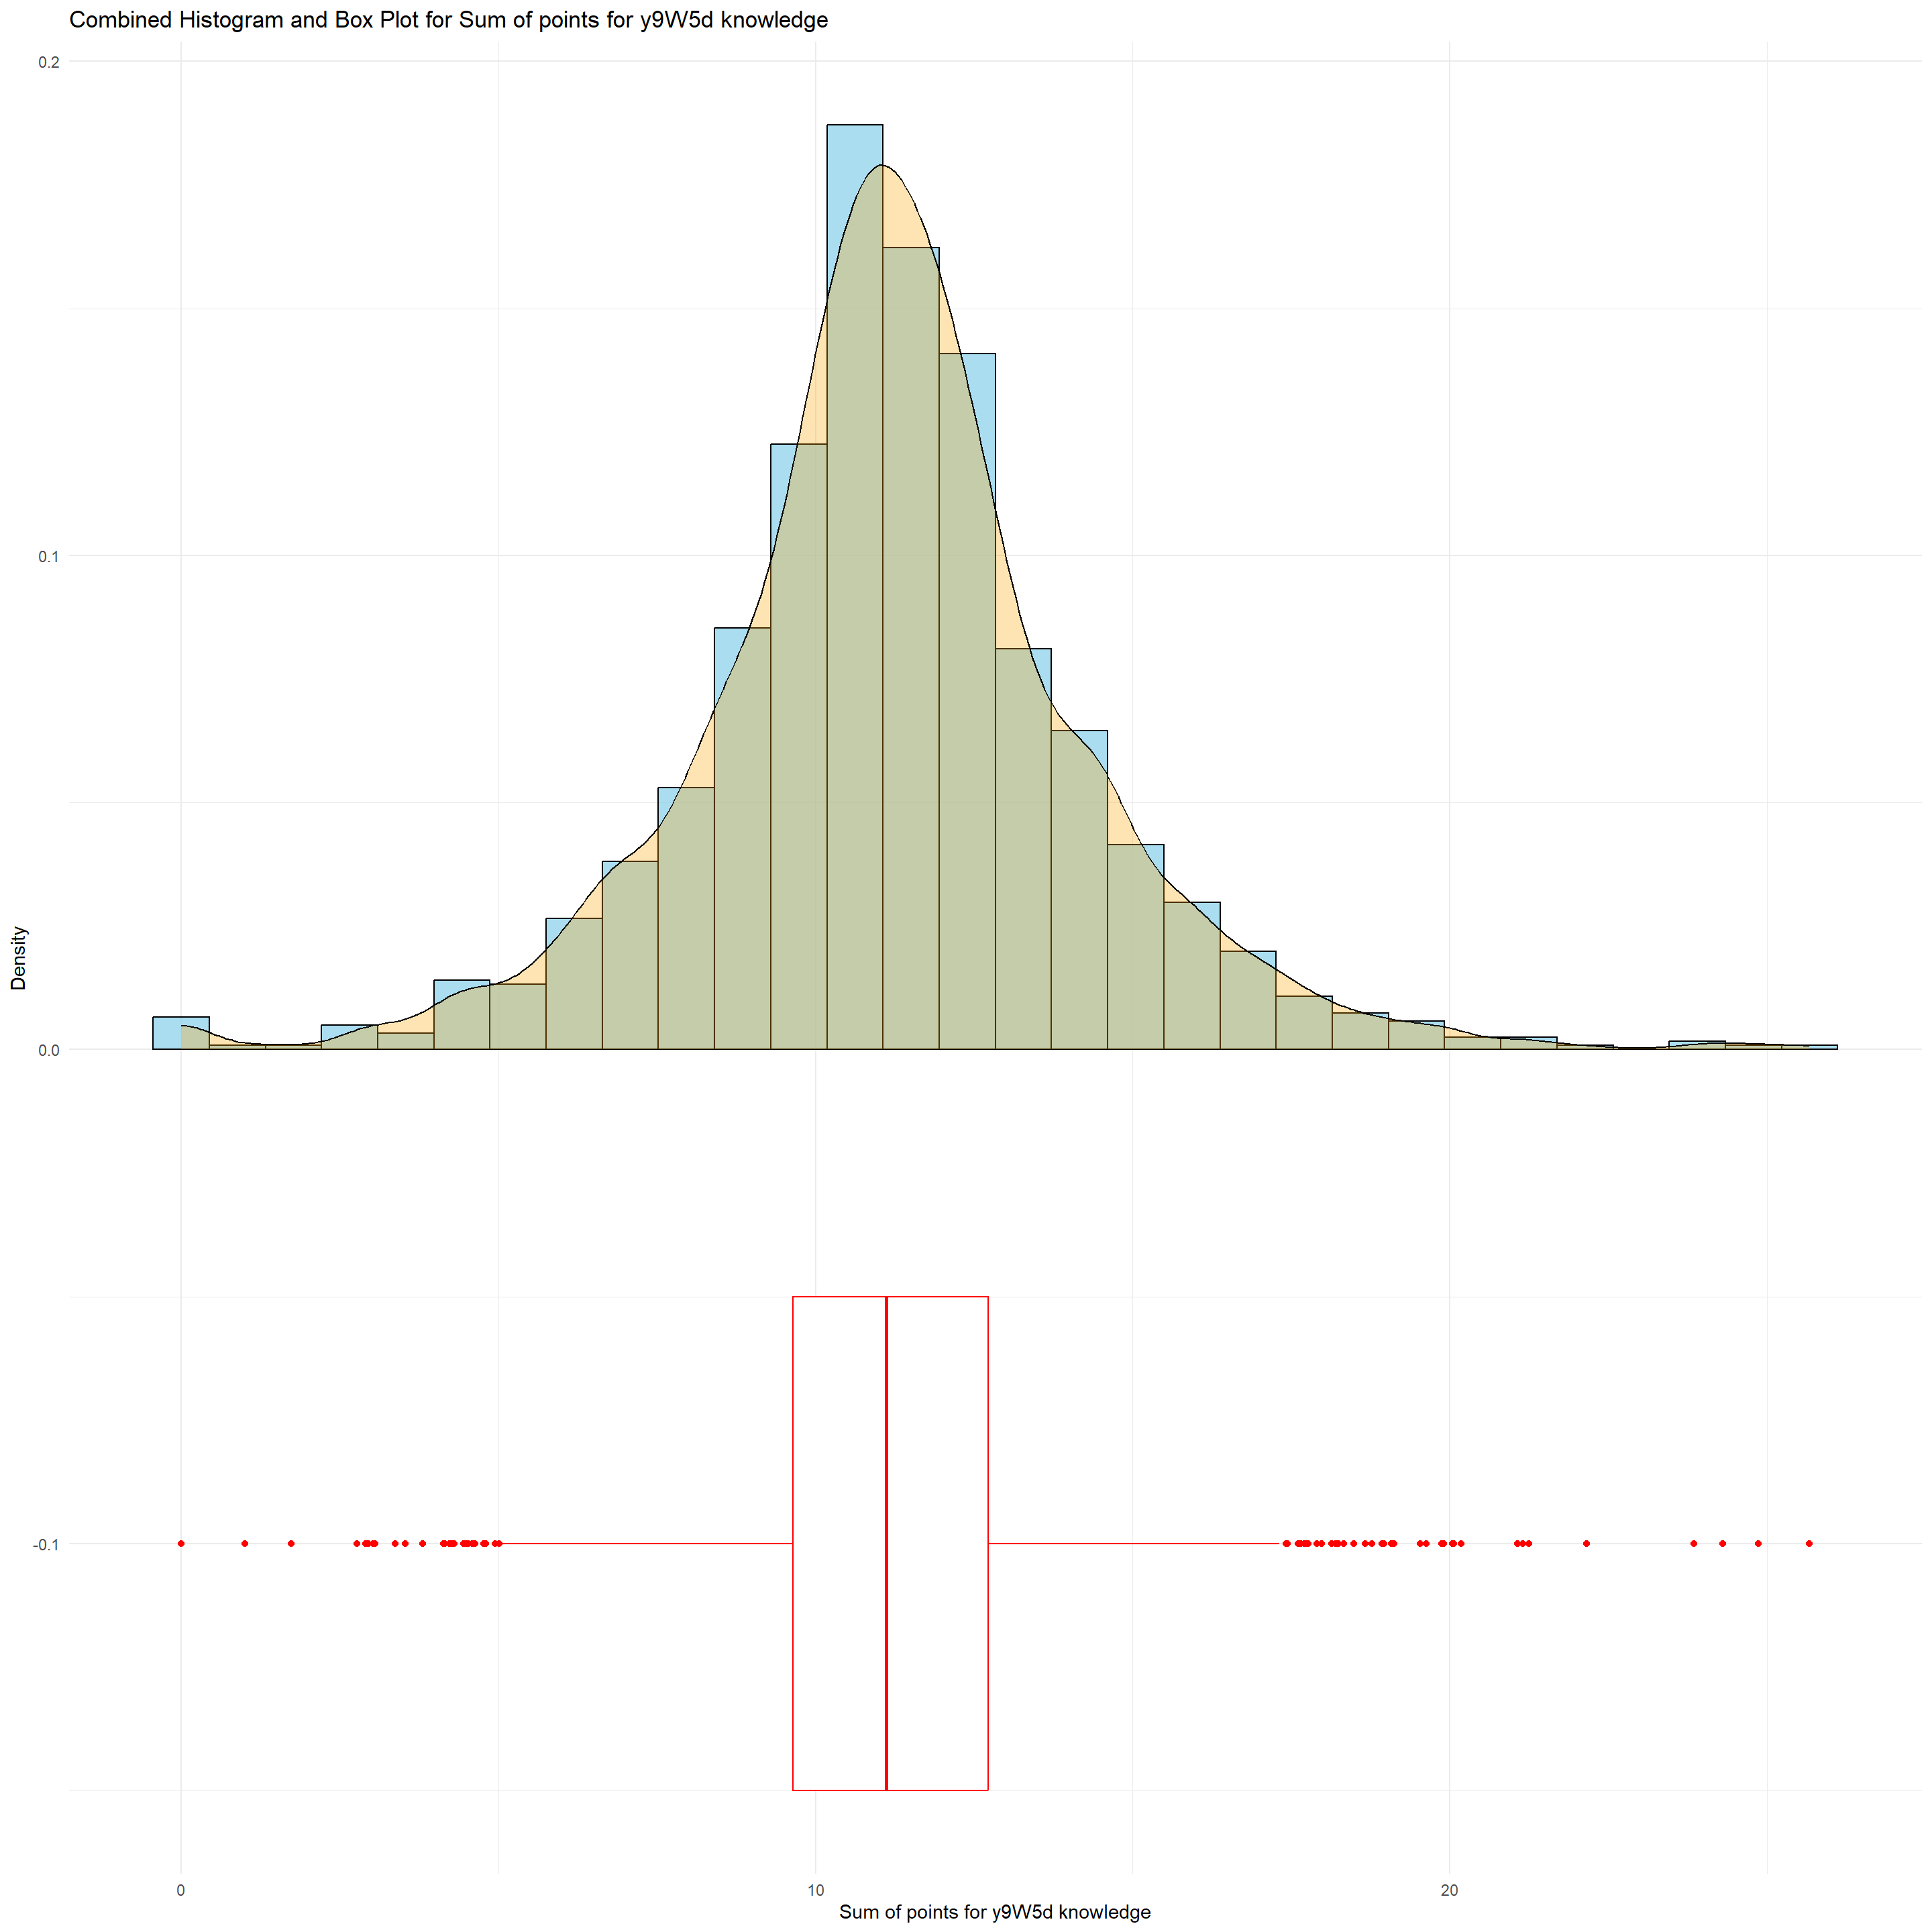 Combined Histogram and Box Plot for Sum of points for y9W5d knowledge
0.2
0.1
0.0
-0.1
Density
0 10 20
Sum of points for y9W5d knowledge